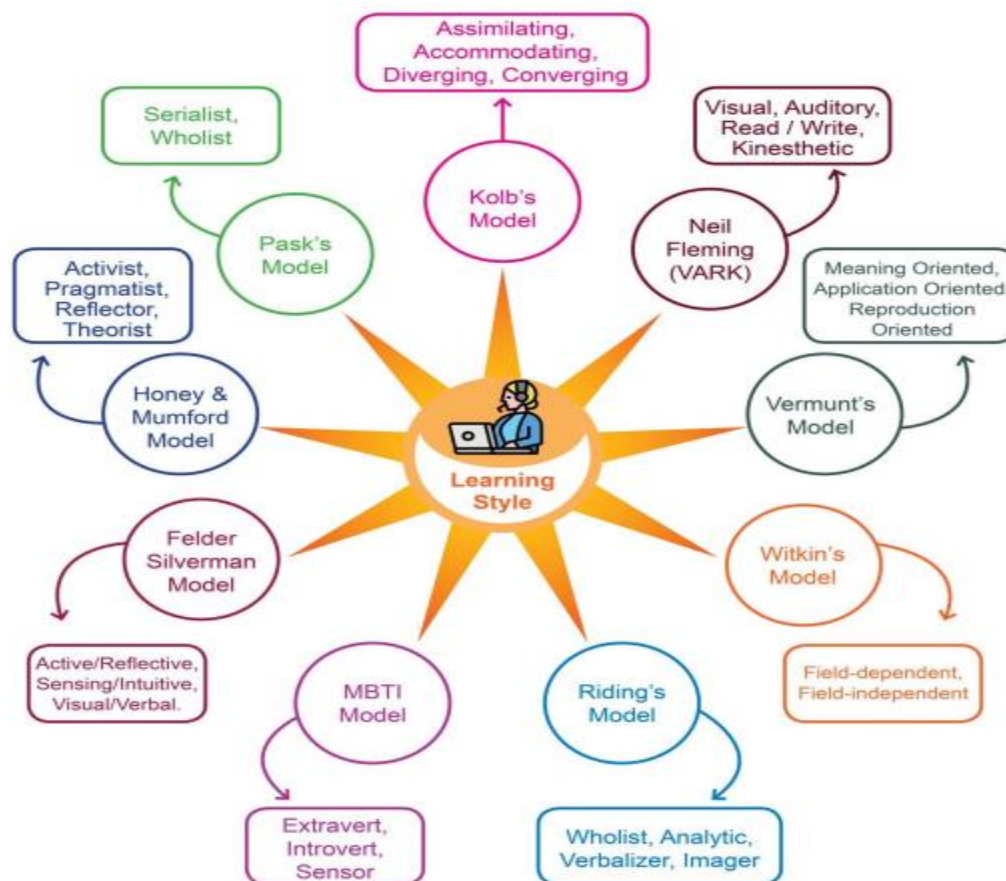 Assimilating,
Accommodating,
Diverging, Converging
Kolb's
Model
Visual, Auditory,
Read / Write,
Kinesthetic
Neil
Fleming
(VARK)
Meaning Oriented,
Application Oriented
Reproduction
Oriented
Vermunt's
Model
Witkin's
Model
Field-dependent,
Field-independent
Riding's
Model
Wholist, Analytic,
Verbalizer, Imager
MBTI
Model
Extravert,
Introvert,
Sensor
Felder
Silverman
Model
Active/Reflective,
Sensing/Intuitive,
Visual/Verbal.
Honey &
Mumford
Model
Activist,
Pragmatist,
Reflector,
Theorist
Pask's
Model
Serialist,
Wholist
Learning
Style